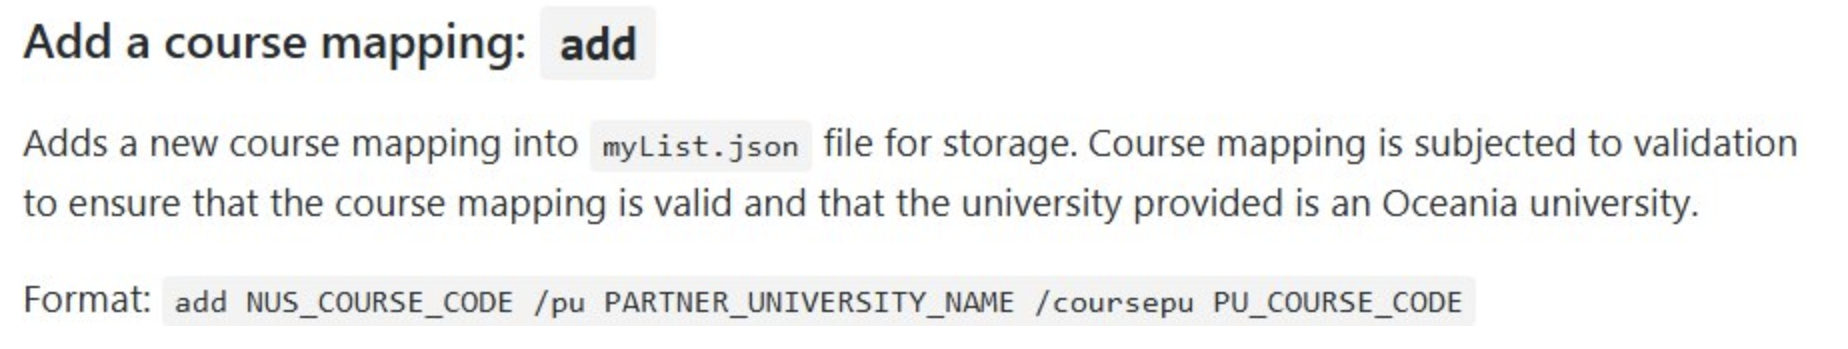 Add a course mapping: add
Adds a new course mapping into myList.json file for storage. Course mapping is subjected to validation
to ensure that the course mapping is valid and that the university provided is an Oceania university.
Format: add NUS_COURSE_CODE /pu PARTNER_UNIVERSITY_NAME /coursepu PU_COURSE_CODE